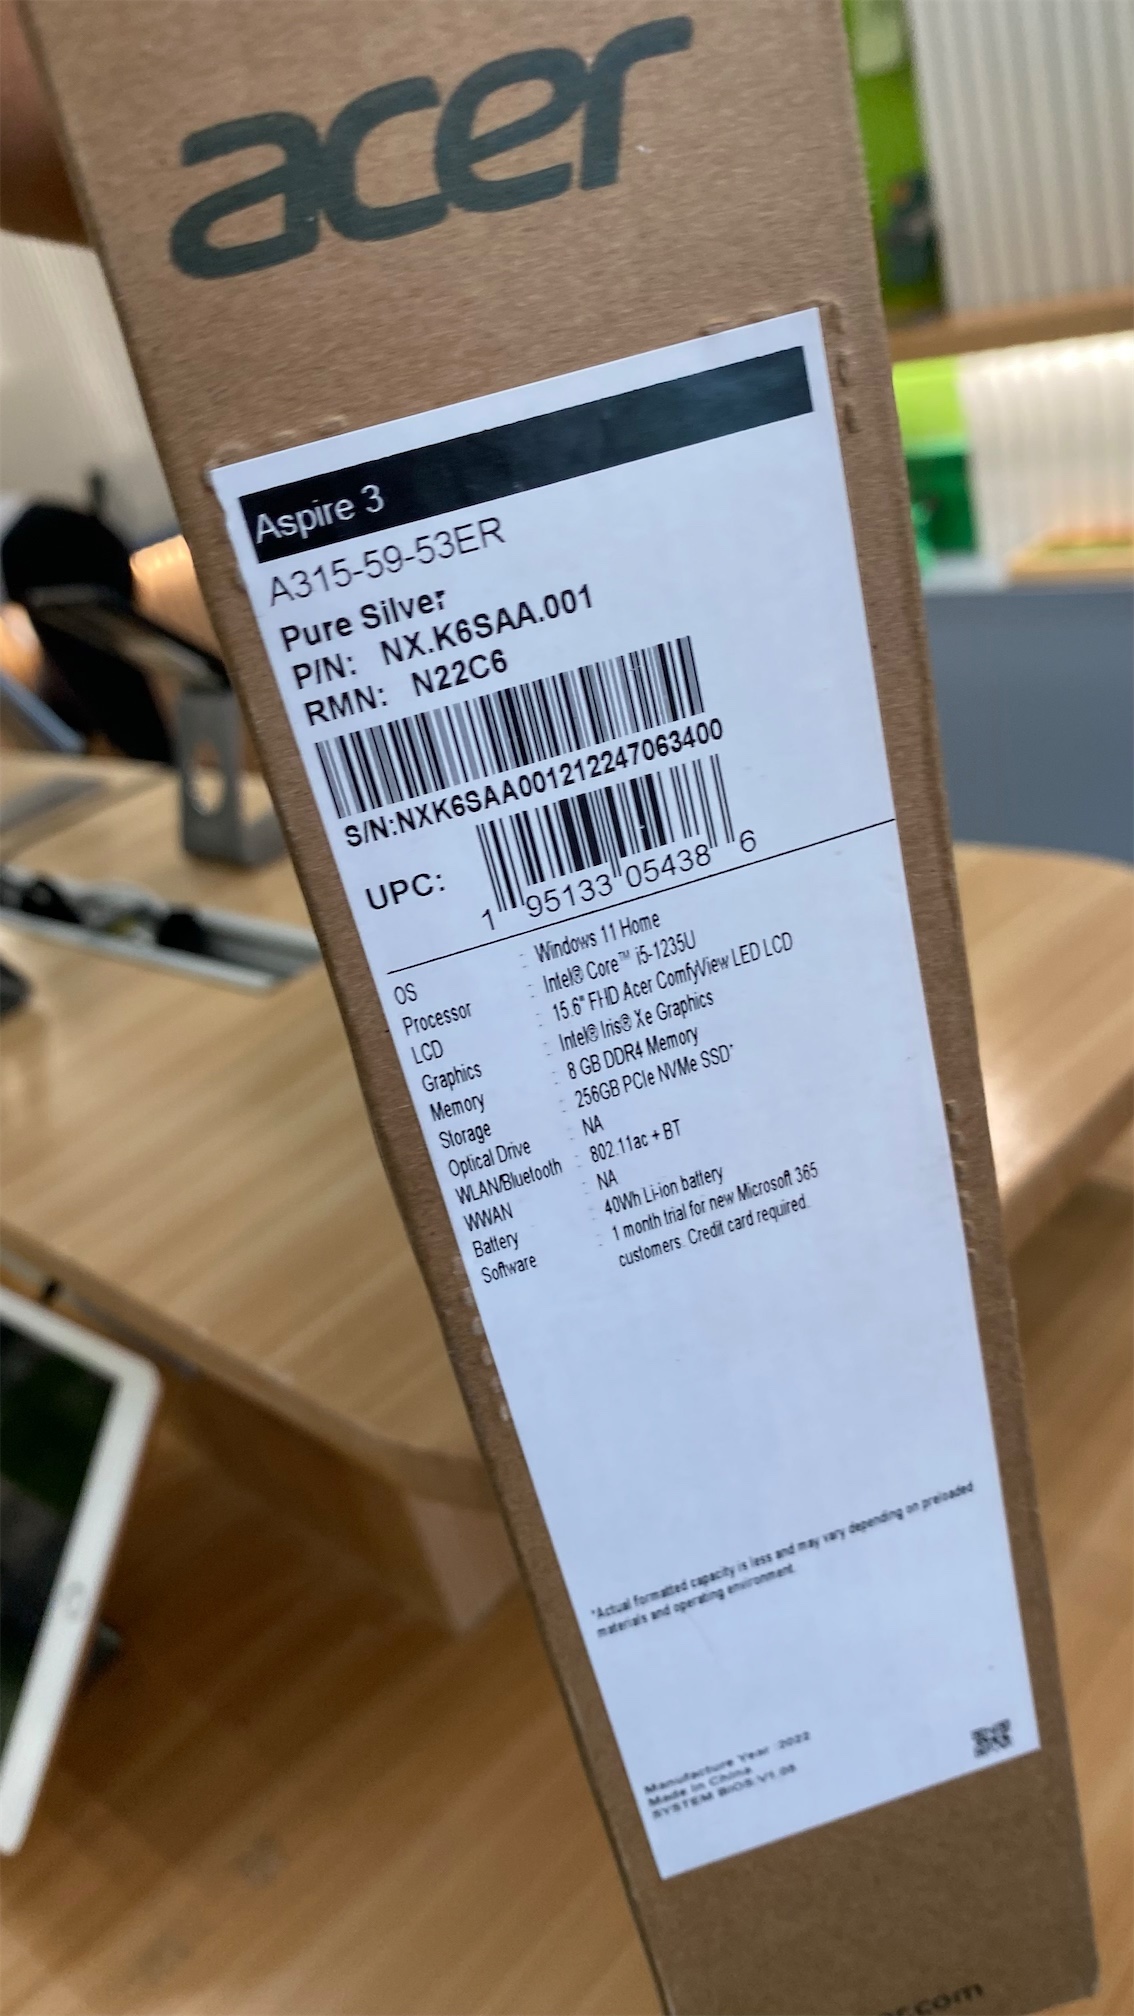 acer
Aspire 3
A315-59-53ER
Pure Silver
P/N: NX.K6SAA.001
RMN: N22C6
S/N:NXK6SAA001212247063400
UPC: 1 95133 05438 6
OS : Windows 11 Home
Processor : Intel® Core™ i5-1235U
LCD : 15.6" FHD Acer ComfyView LED LCD
Graphics : Intel® Iris® Xe Graphics
Memory : 8 GB DDR4 Memory
Storage : 256GB PCIe NVMe SSD*
Optical Drive : NA
WLAN/Bluetooth : 802.11ac + BT
WWAN : NA
Battery : 40Wh Li-ion battery
Software : 1 month trial for new Microsoft 365
customers. Credit card required.
*Actual formatted capacity is less and may vary depending on preloaded
materials and operating environment.
Manufacture Year :2022
Made in China
SYSTEM BIOS:V1.08